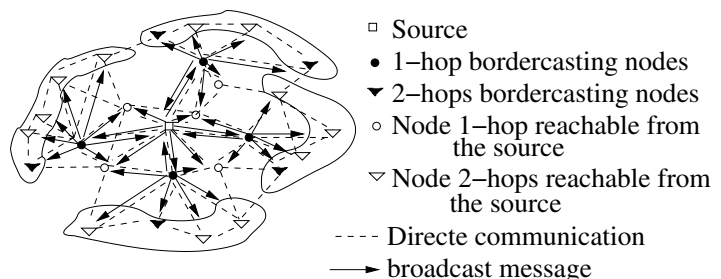 Source
1−hop bordercasting nodes
2−hops bordercasting nodes
Node 1−hop reachable from
the source
Node 2−hops reachable from
the source
Directe communication
broadcast message